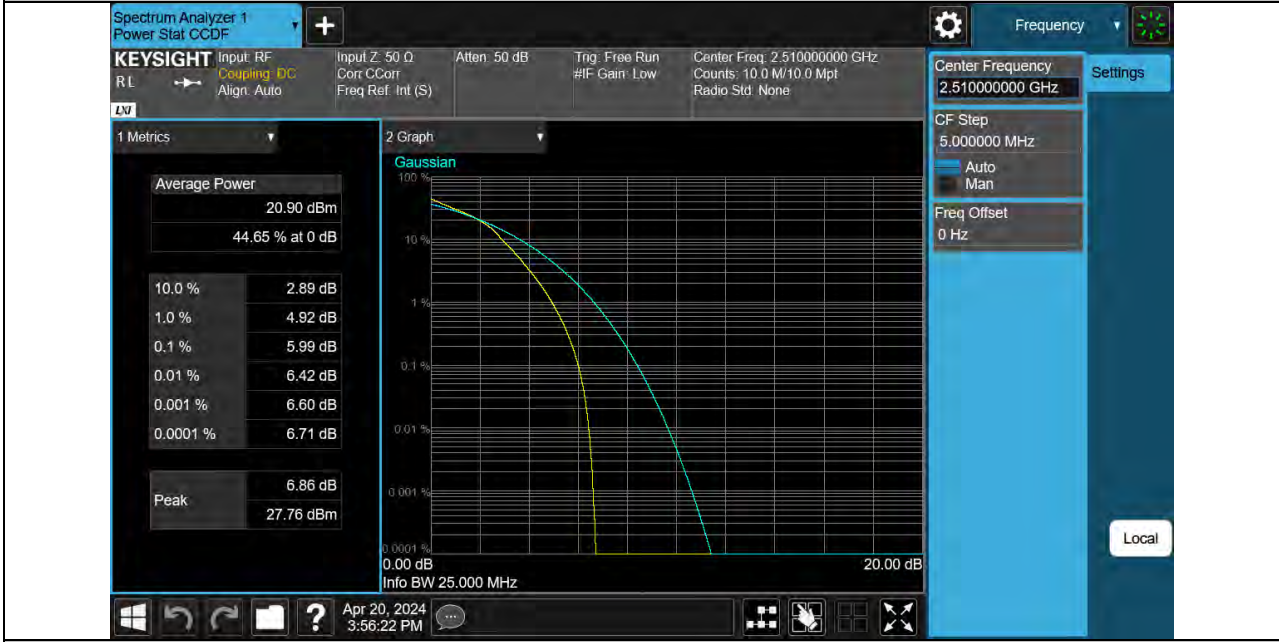 Spectrum Analyzer 1
Power Stat CCDF
Frequency
KEYSIGHT
RL
LXI
Input: RF
Coupling: DC
Align: Auto
Input Z: 50 Ω
Corr CCorr
Freq Ref: Int (S)
Atten: 50 dB
Trig: Free Run
#IF Gain: Low
Center Freq: 2.510000000 GHz
Counts: 10.0 M/10.0 Mpt
Radio Std: None
Center Frequency
2.510000000 GHz
Settings
CF Step
5.000000 MHz
Auto
Man
Freq Offset
0 Hz
1 Metrics
Average Power
20.90 dBm
44.65 % at 0 dB
10.0 % 2.89 dB
1.0 % 4.92 dB
0.1 % 5.99 dB
0.01 % 6.42 dB
0.001 % 6.60 dB
0.0001 % 6.71 dB
Peak
6.86 dB
27.76 dBm
2 Graph
Gaussian
100 %
10 %
1 %
0.1 %
0.01 %
0.001 %
0.0001 %
0.00 dB 20.00 dB
Info BW 25.000 MHz
Local
? Apr 20, 2024
3:56:22 PM